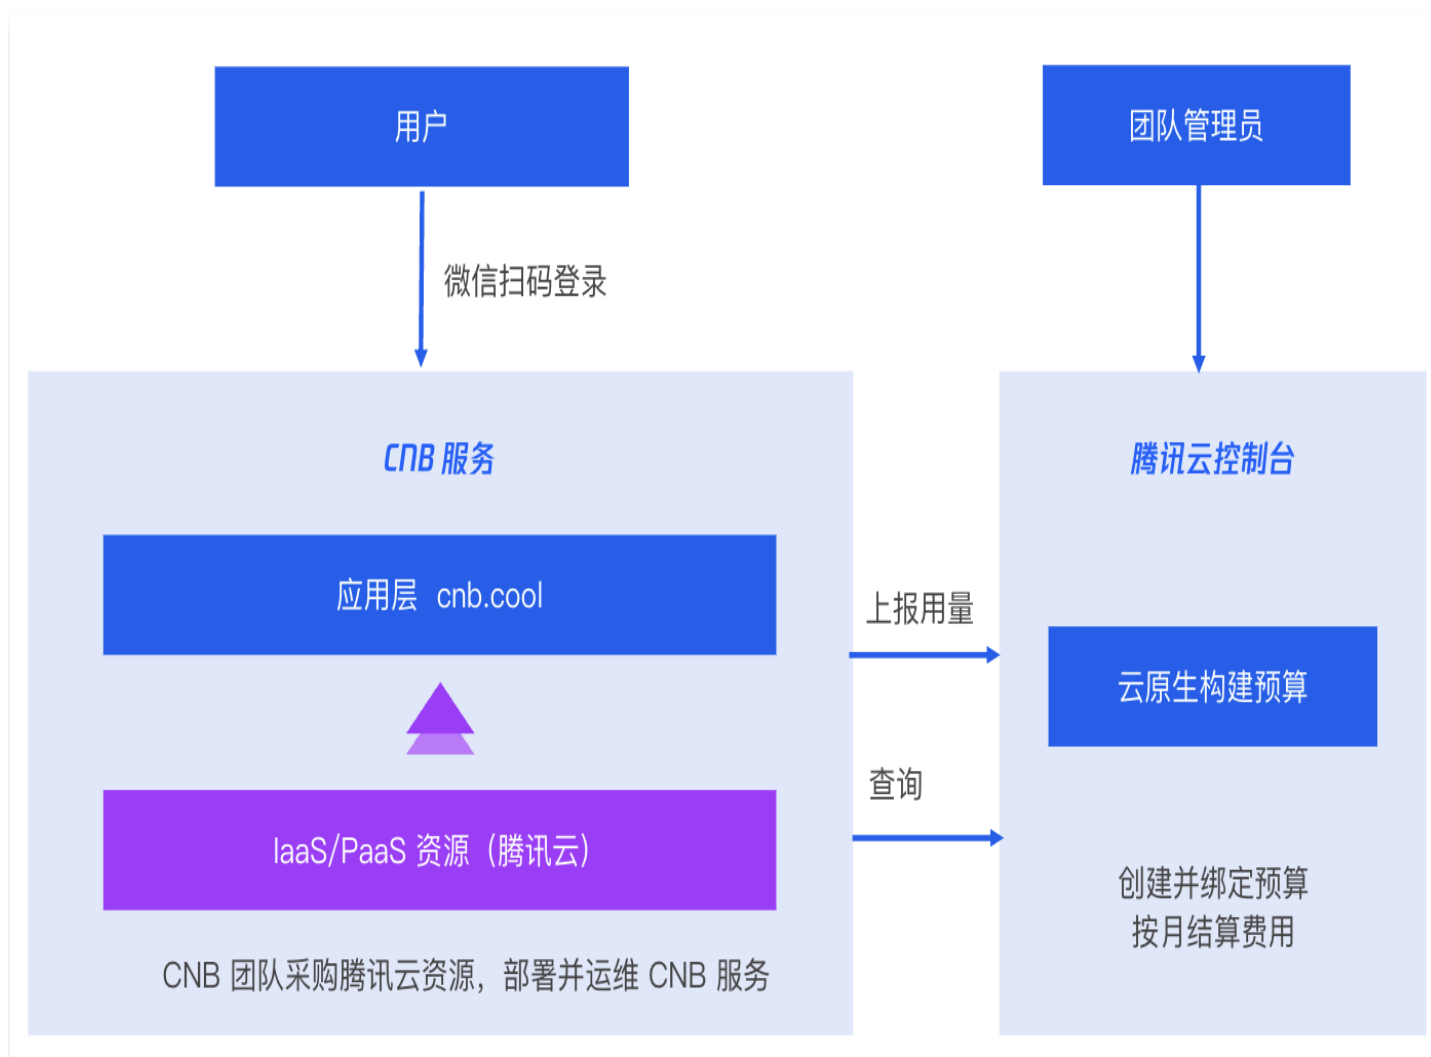 用户
团队管理员
微信扫码登录
CNB 服务
腾讯云控制台
应用层 cnb.cool
上报用量
云原生构建预算
查询
IaaS/PaaS 资源（腾讯云）
创建并绑定预算
按月结算费用
CNB 团队采购腾讯云资源，部署并运维 CNB 服务